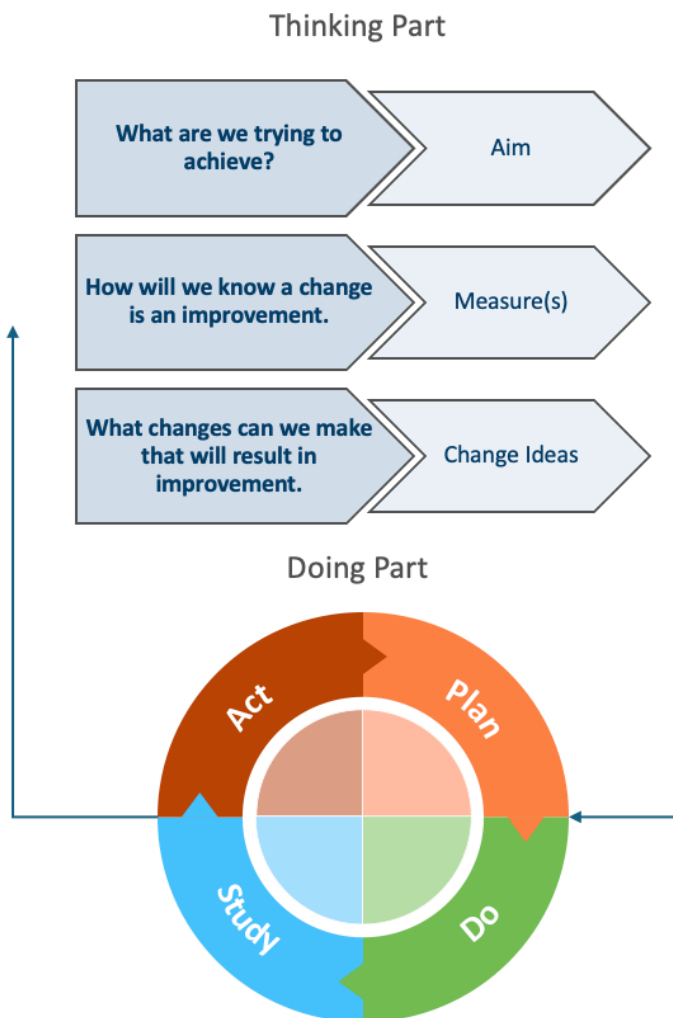 Thinking Part
What are we trying to
achieve?
Aim
How will we know a change
is an improvement.
Measure(s)
What changes can we make
that will result in
improvement.
Change Ideas
Doing Part
Act
Plan
Study
Do